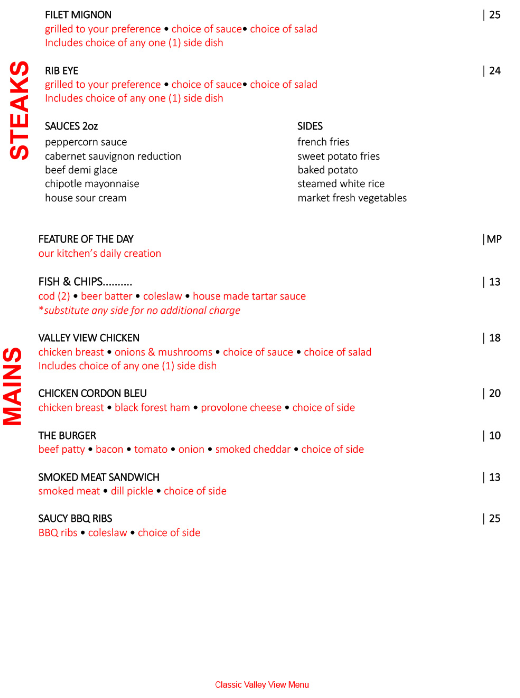 STEAKS
FILET MIGNON | 25
grilled to your preference • choice of sauce• choice of salad
Includes choice of any one (1) side dish
RIB EYE | 24
grilled to your preference • choice of sauce• choice of salad
Includes choice of any one (1) side dish
SAUCES 2oz
peppercorn sauce
cabernet sauvignon reduction
beef demi glace
chipotle mayonnaise
house sour cream
SIDES
french fries
sweet potato fries
baked potato
steamed white rice
market fresh vegetables
MAINS
FEATURE OF THE DAY |MP
our kitchen's daily creation
FISH & CHIPS.......... | 13
cod (2) • beer batter • coleslaw • house made tartar sauce
*substitute any side for no additional charge
VALLEY VIEW CHICKEN | 18
chicken breast • onions & mushrooms • choice of sauce • choice of salad
Includes choice of any one (1) side dish
CHICKEN CORDON BLEU | 20
chicken breast • black forest ham • provolone cheese • choice of side
THE BURGER | 10
beef patty • bacon • tomato • onion • smoked cheddar • choice of side
SMOKED MEAT SANDWICH | 13
smoked meat • dill pickle • choice of side
SAUCY BBQ RIBS | 25
BBQ ribs • coleslaw • choice of side
Classic Valley View Menu